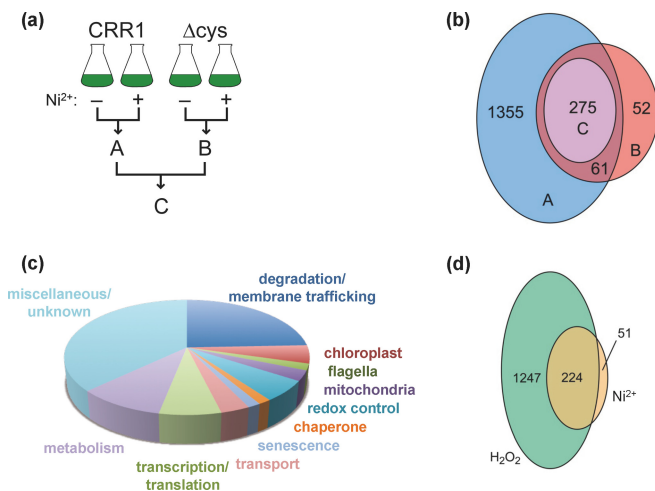 (a)
CRR1 Δcys
Ni²⁺: − + − +
A B
C
(b)
1355
275
C
52
B
61
A
(c)
miscellaneous/
unknown
degradation/
membrane trafficking
chloroplast
flagella
mitochondria
redox control
chaperone
senescence
transport
transcription/
translation
metabolism
(d)
51
1247 224
Ni²⁺
H₂O₂